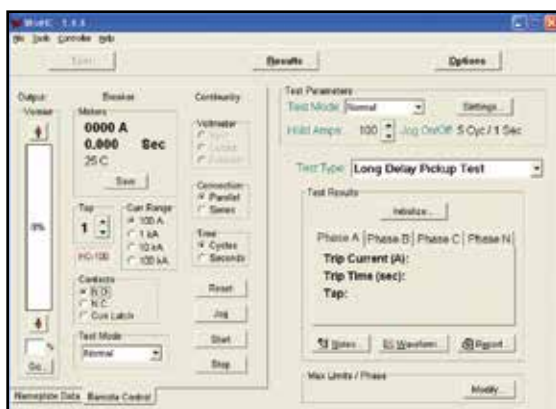 File Tools Controller Help
Results
Options
Output
Vernier
0%
Go...
Breaker
Meters
0000 A
0.000 Sec
25 C
Save
Tap
1
Curr Range
100 A
1 kA
10 kA
100 kA
Contacts
N.O.
N.C.
Curr Latch
Test Mode
Normal
Continuity
Voltmeter
Connection
Parallel
Series
Time
Cycles
Seconds
Reset
Jog
Start
Stop
Nameplate Data
Remote Control
Test Parameters
Test Mode: Normal
Settings...
Hold Amps: 100
Jog On/Off: 5 Cyc / 1 Sec
Test Type: Long Delay Pickup Test
Test Results
Initialize...
Phase A Phase B Phase C Phase N
Trip Current (A):
Trip Time (sec):
Tap:
Notes
Waveform
Report
Max Limits / Phase
Modify...